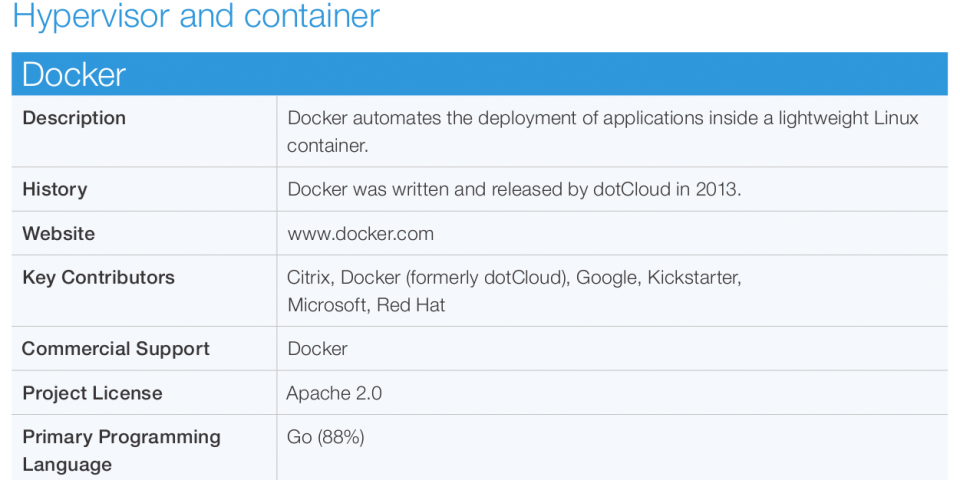 Hypervisor and container
Docker
Description
Docker automates the deployment of applications inside a lightweight Linux
container.
History
Docker was written and released by dotCloud in 2013.
Website
www.docker.com
Key Contributors
Citrix, Docker (formerly dotCloud), Google, Kickstarter,
Microsoft, Red Hat
Commercial Support
Docker
Project License
Apache 2.0
Primary Programming
Language
Go (88%)